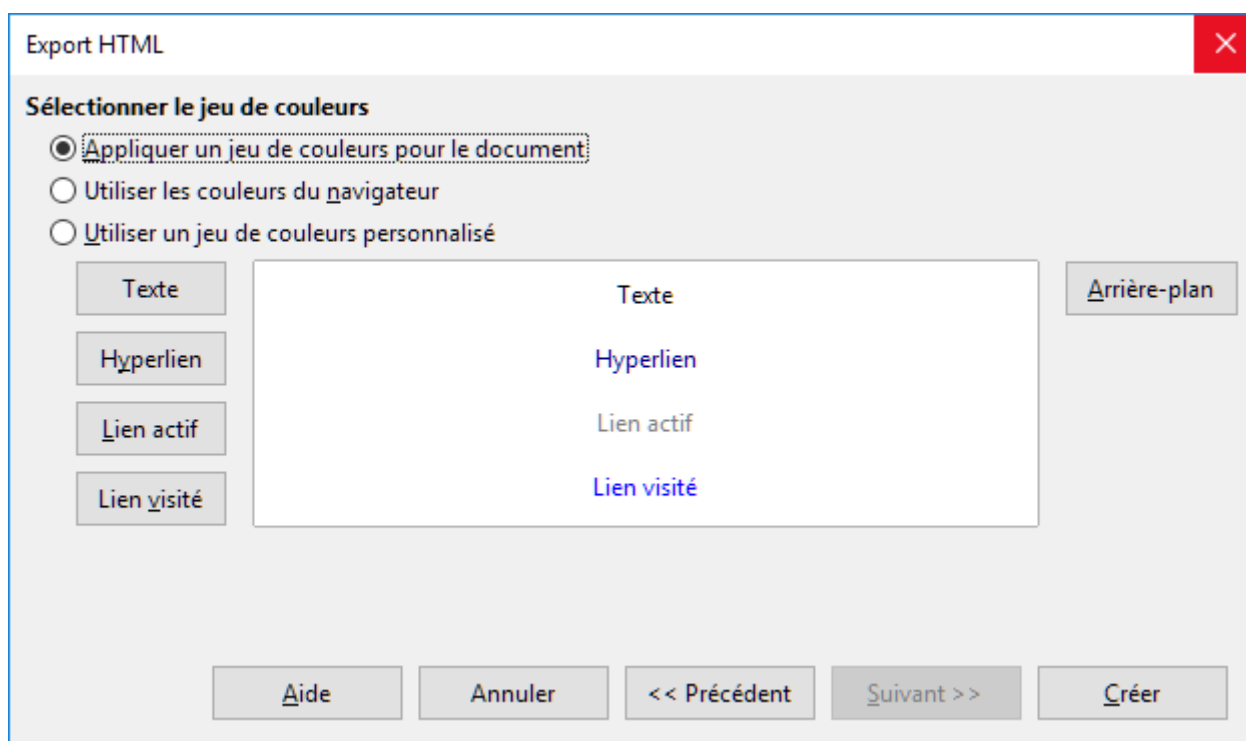 Export HTML
Sélectionner le jeu de couleurs
Appliquer un jeu de couleurs pour le document
Utiliser les couleurs du navigateur
Utiliser un jeu de couleurs personnalisé
Texte
Texte
Arrière-plan
Hyperlien
Hyperlien
Lien actif
Lien actif
Lien visité
Lien visité
Aide
Annuler
<< Précédent
Suivant >>
Créer